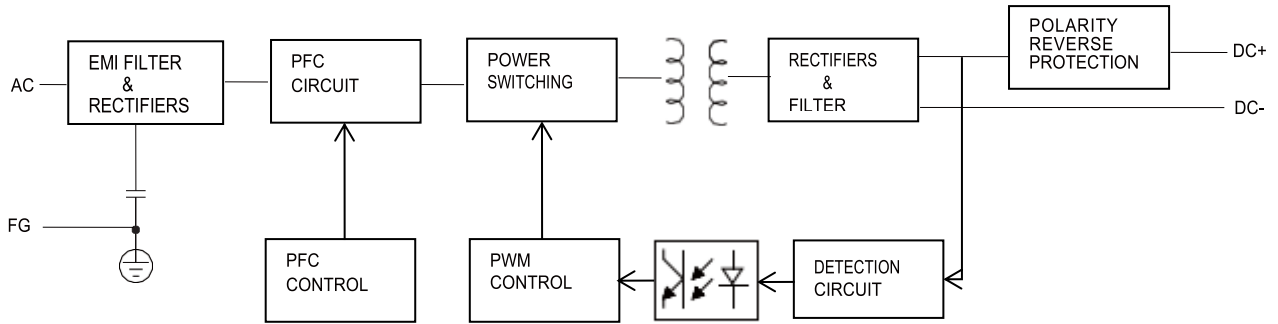 AC
EMI FILTER
&
RECTIFIERS
PFC
CIRCUIT
POWER
SWITCHING
RECTIFIERS
&
FILTER
POLARITY
REVERSE
PROTECTION
DC+
DC-
FG
PFC
CONTROL
PWM
CONTROL
DETECTION
CIRCUIT